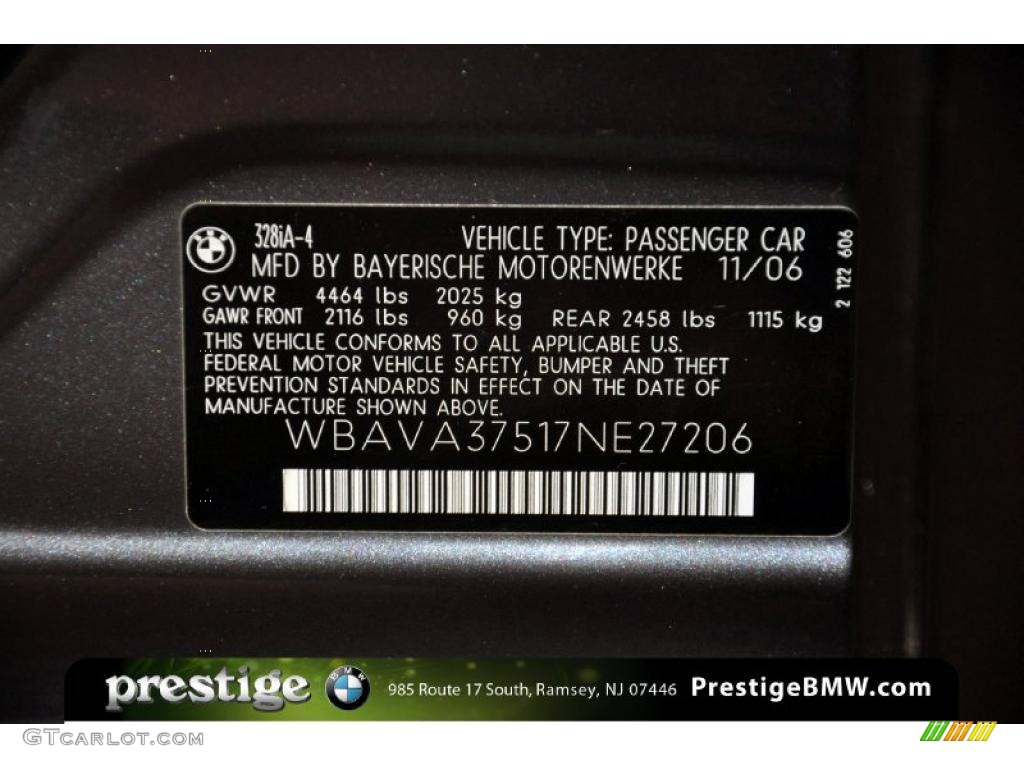 328iA-4 VEHICLE TYPE: PASSENGER CAR
MFD BY BAYERISCHE MOTORENWERKE 11/06
2 122 606
GVWR 4464 lbs 2025 kg
GAWR FRONT 2116 lbs 960 kg REAR 2458 lbs 1115 kg
THIS VEHICLE CONFORMS TO ALL APPLICABLE U.S.
FEDERAL MOTOR VEHICLE SAFETY, BUMPER AND THEFT
PREVENTION STANDARDS IN EFFECT ON THE DATE OF
MANUFACTURE SHOWN ABOVE.
WBAVA37517NE27206
prestige BMW 985 Route 17 South, Ramsey, NJ 07446 PrestigeBMW.com
GTCARLOT.COM